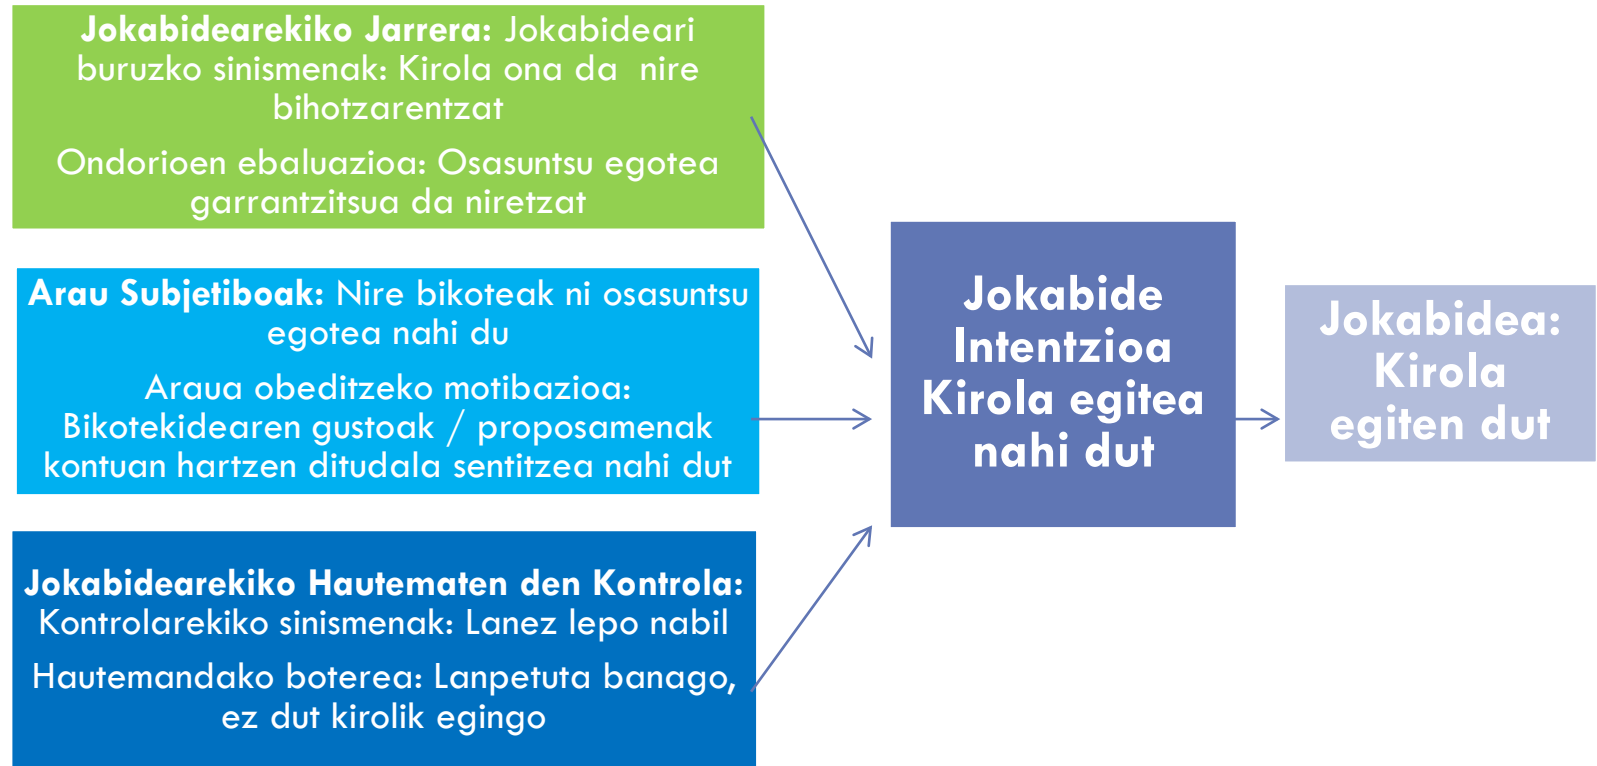 Jokabidearekiko Jarrera: Jokabideari
buruzko sinismenak: Kirola ona da nire
bihotzarentzat
Ondorioen ebaluazioa: Osasuntsu egotea
garrantzitsua da niretzat
Arau Subjetiboak: Nire bikoteak ni osasuntsu
egotea nahi du
Araua obeditzeko motibazioa:
Bikotekidearen gustoak / proposamenak
kontuan hartzen ditudala sentitzea nahi dut
Jokabidearekiko Hautematen den Kontrola:
Kontrolarekiko sinismenak: Lanez lepo nabil
Hautemandako boterea: Lanpetuta banago,
ez dut kirolik egingo
Jokabide
Intentzioa
Kirola egitea
nahi dut
Jokabidea:
Kirola
egiten dut